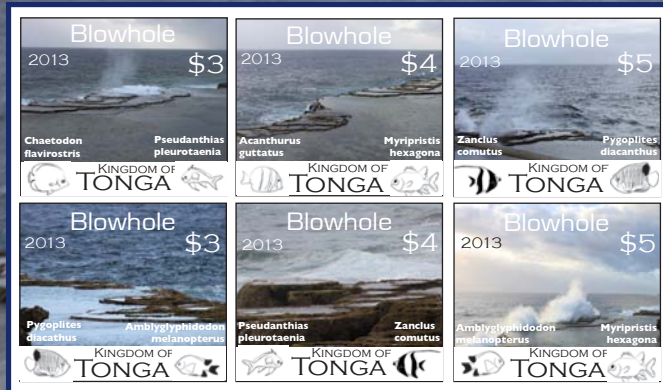 Blowhole
2013 $3
Chaetodon Pseudanthias
flavirostris pleurotaenia
KINGDOM OF
TONGA
Blowhole
2013 $4
Acanthurus Myripristis
guttatus hexagona
KINGDOM OF
TONGA
Blowhole
2013 $5
Zanclus Pygoplites
comutus diacanthus
KINGDOM OF
TONGA
Blowhole
2013 $3
Pygoplites Amblyglyphidodon
diacathus melanopterus
KINGDOM OF
TONGA
Blowhole
2013 $4
Pseudanthias Zanclus
pleurotaenia comutus
KINGDOM OF
TONGA
Blowhole
2013 $5
Amblyglyphidodon Myripristis
melanopterus hexagona
KINGDOM OF
TONGA